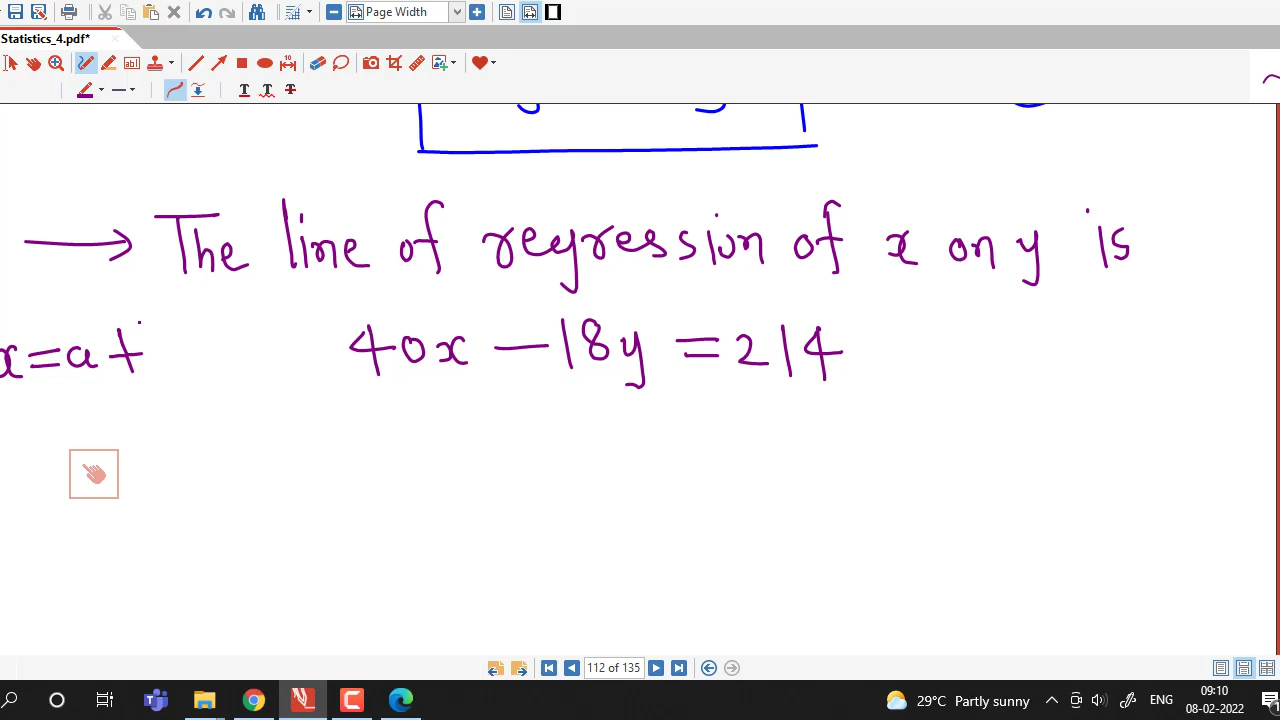 Page Width
Statistics_4.pdf*
10
T T T
The line of regression of x on y is
x=a+ 40x - 18y = 214
112 of 135
29°C Partly sunny
ENG
09:10
08-02-2022